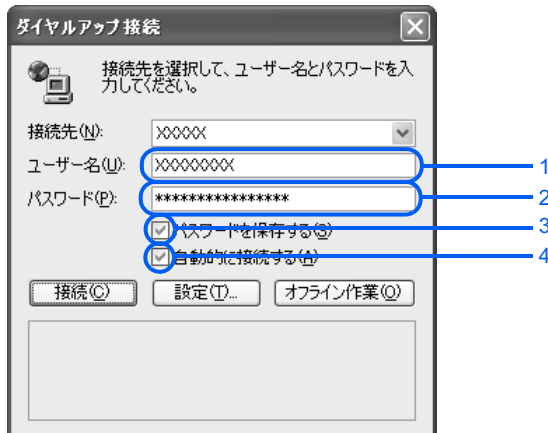 ダイヤルアップ接続
接続先を選択して、ユーザー名とパスワードを入
力してください。
接続先(N):
XXXXX
ユーザー名(U):
XXXXXXXX
1
パスワード(P):
****************
2
パスワードを保存する(S)
3
自動的に接続する(A)
4
接続(C)
設定(T)...
オフライン作業(O)